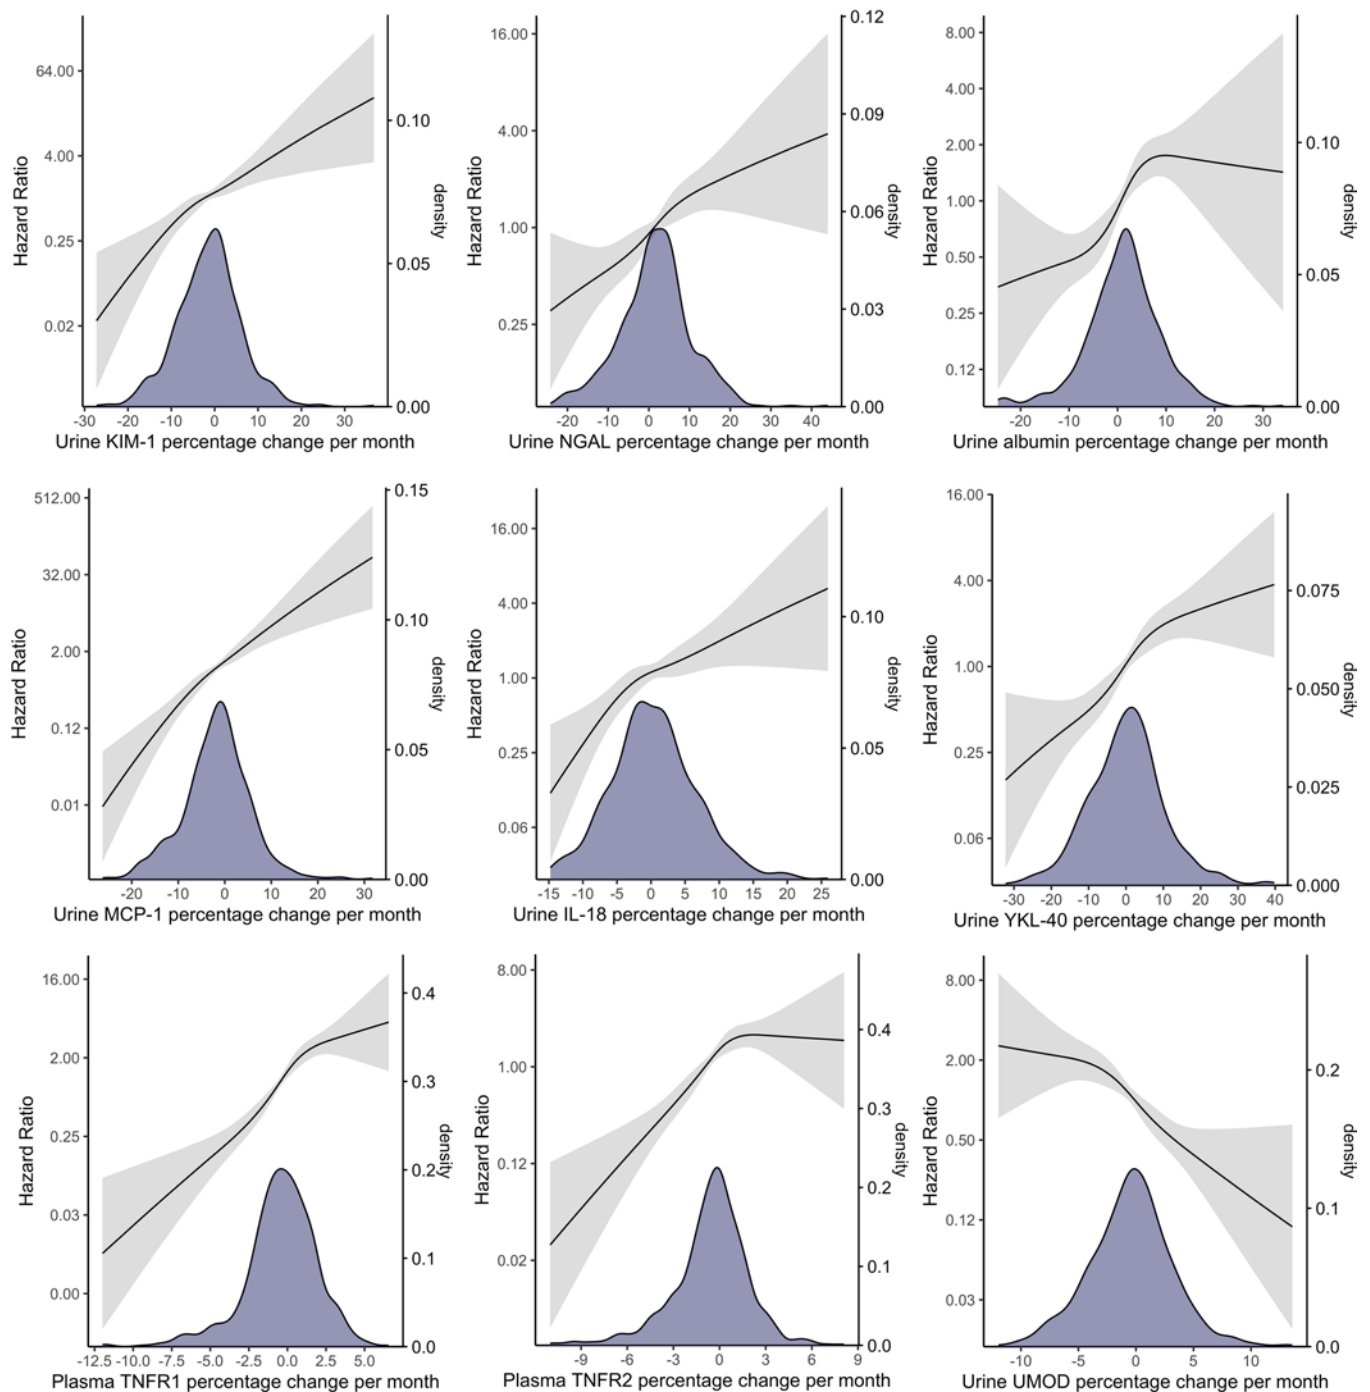 64.00
4.00
0.25
0.02
Hazard Ratio
0.10
0.05
0.00
density
-30 -20 -10 0 10 20 30
Urine KIM-1 percentage change per month
16.00
4.00
1.00
0.25
Hazard Ratio
0.12
0.09
0.06
0.03
0.00
density
-20 -10 0 10 20 30 40
Urine NGAL percentage change per month
8.00
4.00
2.00
1.00
0.50
0.25
0.12
Hazard Ratio
0.10
0.05
0.00
density
-20 -10 0 10 20 30
Urine albumin percentage change per month
512.00
32.00
2.00
0.12
0.01
Hazard Ratio
0.15
0.10
0.05
0.00
density
-20 -10 0 10 20 30
Urine MCP-1 percentage change per month
16.00
4.00
1.00
0.25
0.06
Hazard Ratio
0.10
0.05
0.00
density
-15 -10 -5 0 5 10 15 20 25
Urine IL-18 percentage change per month
16.00
4.00
1.00
0.25
0.06
Hazard Ratio
0.075
0.050
0.025
0.000
density
-30 -20 -10 0 10 20 30 40
Urine YKL-40 percentage change per month
16.00
2.00
0.25
0.03
0.00
Hazard Ratio
0.4
0.3
0.2
0.1
0.0
density
-12.5 -10.0 -7.5 -5.0 -2.5 0.0 2.5 5.0
Plasma TNFR1 percentage change per month
8.00
1.00
0.12
0.02
Hazard Ratio
0.4
0.3
0.2
0.1
0.0
density
-9 -6 -3 0 3 6 9
Plasma TNFR2 percentage change per month
8.00
2.00
0.50
0.12
0.03
Hazard Ratio
0.2
0.1
0.0
density
-10 -5 0 5 10
Urine UMOD percentage change per month